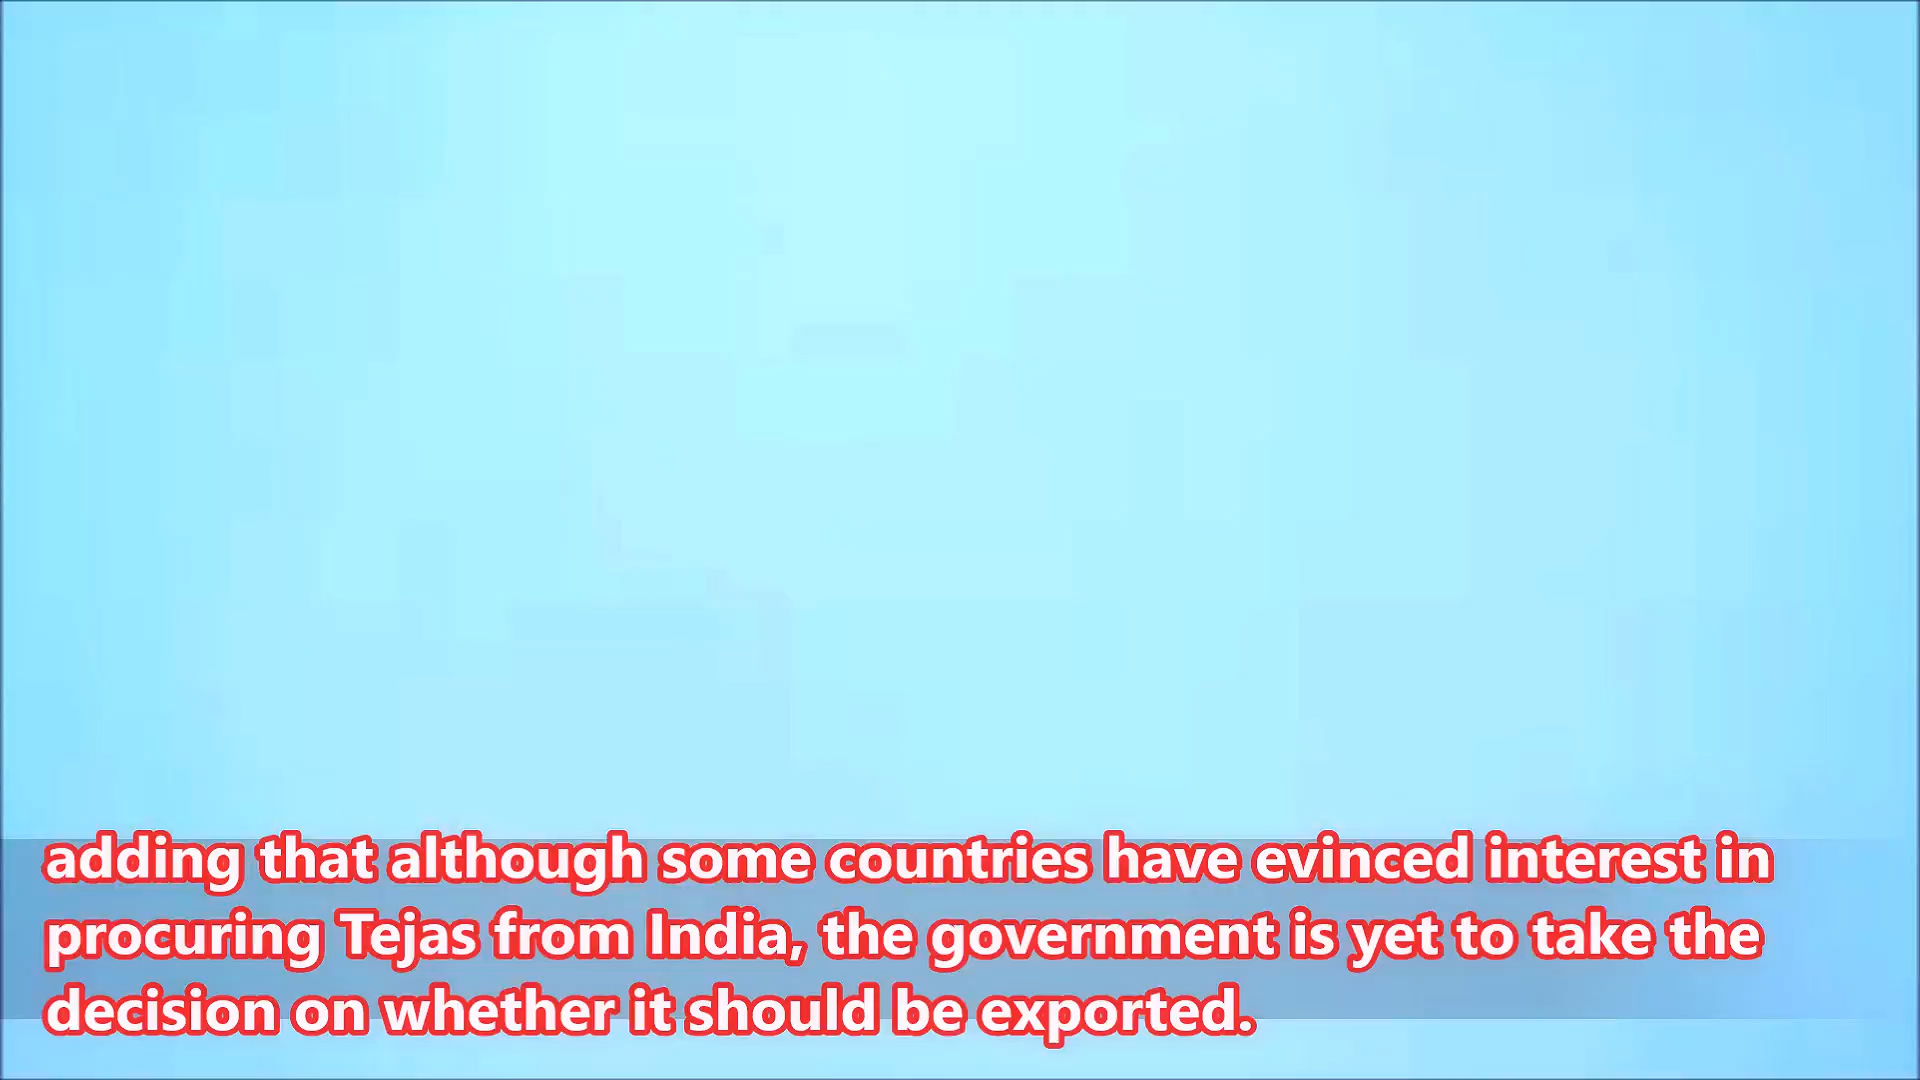 adding that although some countries have evinced interest in
procuring Tejas from India, the government is yet to take the
decision on whether it should be exported.